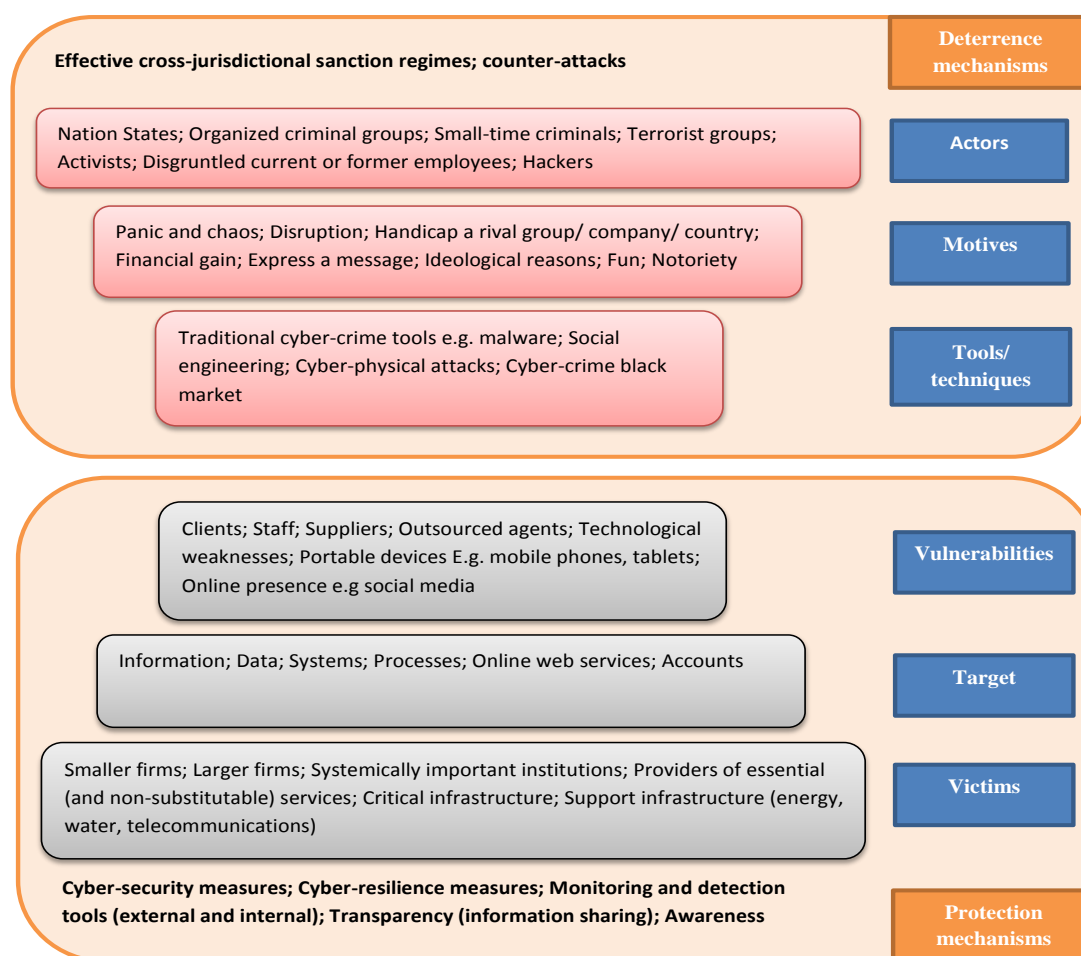 Effective cross-jurisdictional sanction regimes; counter-attacks
Deterrence
mechanisms
Nation States; Organized criminal groups; Small-time criminals; Terrorist groups;
Activists; Disgruntled current or former employees; Hackers
Actors
Panic and chaos; Disruption; Handicap a rival group/ company/ country;
Financial gain; Express a message; Ideological reasons; Fun; Notoriety
Motives
Traditional cyber-crime tools e.g. malware; Social
engineering; Cyber-physical attacks; Cyber-crime black
market
Tools/
techniques
Clients; Staff; Suppliers; Outsourced agents; Technological
weaknesses; Portable devices E.g. mobile phones, tablets;
Online presence e.g social media
Vulnerabilities
Information; Data; Systems; Processes; Online web services; Accounts
Target
Smaller firms; Larger firms; Systemically important institutions; Providers of essential
(and non-substitutable) services; Critical infrastructure; Support infrastructure (energy,
water, telecommunications)
Victims
Cyber-security measures; Cyber-resilience measures; Monitoring and detection
tools (external and internal); Transparency (information sharing); Awareness
Protection
mechanisms